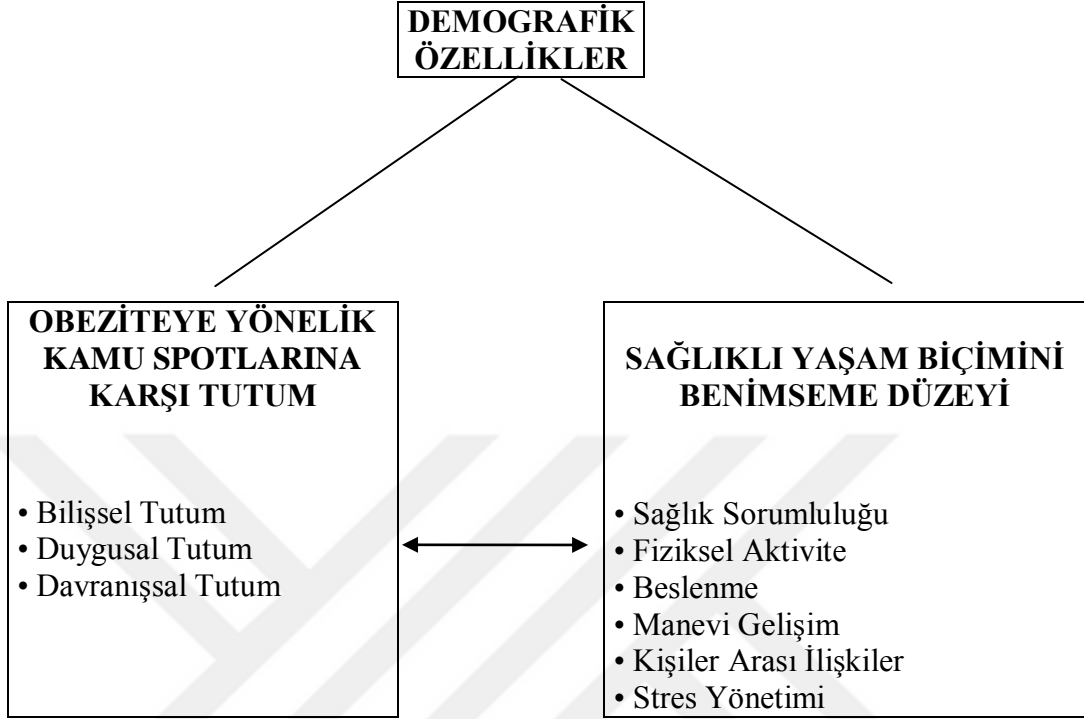 DEMOGRAFİK
ÖZELLİKLER
OBEZİTEYE YÖNELİK
KAMU SPOTLARINA
KARŞI TUTUM
• Bilişsel Tutum
• Duygusal Tutum
• Davranışsal Tutum
SAĞLIKLI YAŞAM BİÇİMİNİ
BENİMSEME DÜZEYİ
• Sağlık Sorumluluğu
• Fiziksel Aktivite
• Beslenme
• Manevi Gelişim
• Kişiler Arası İlişkiler
• Stres Yönetimi